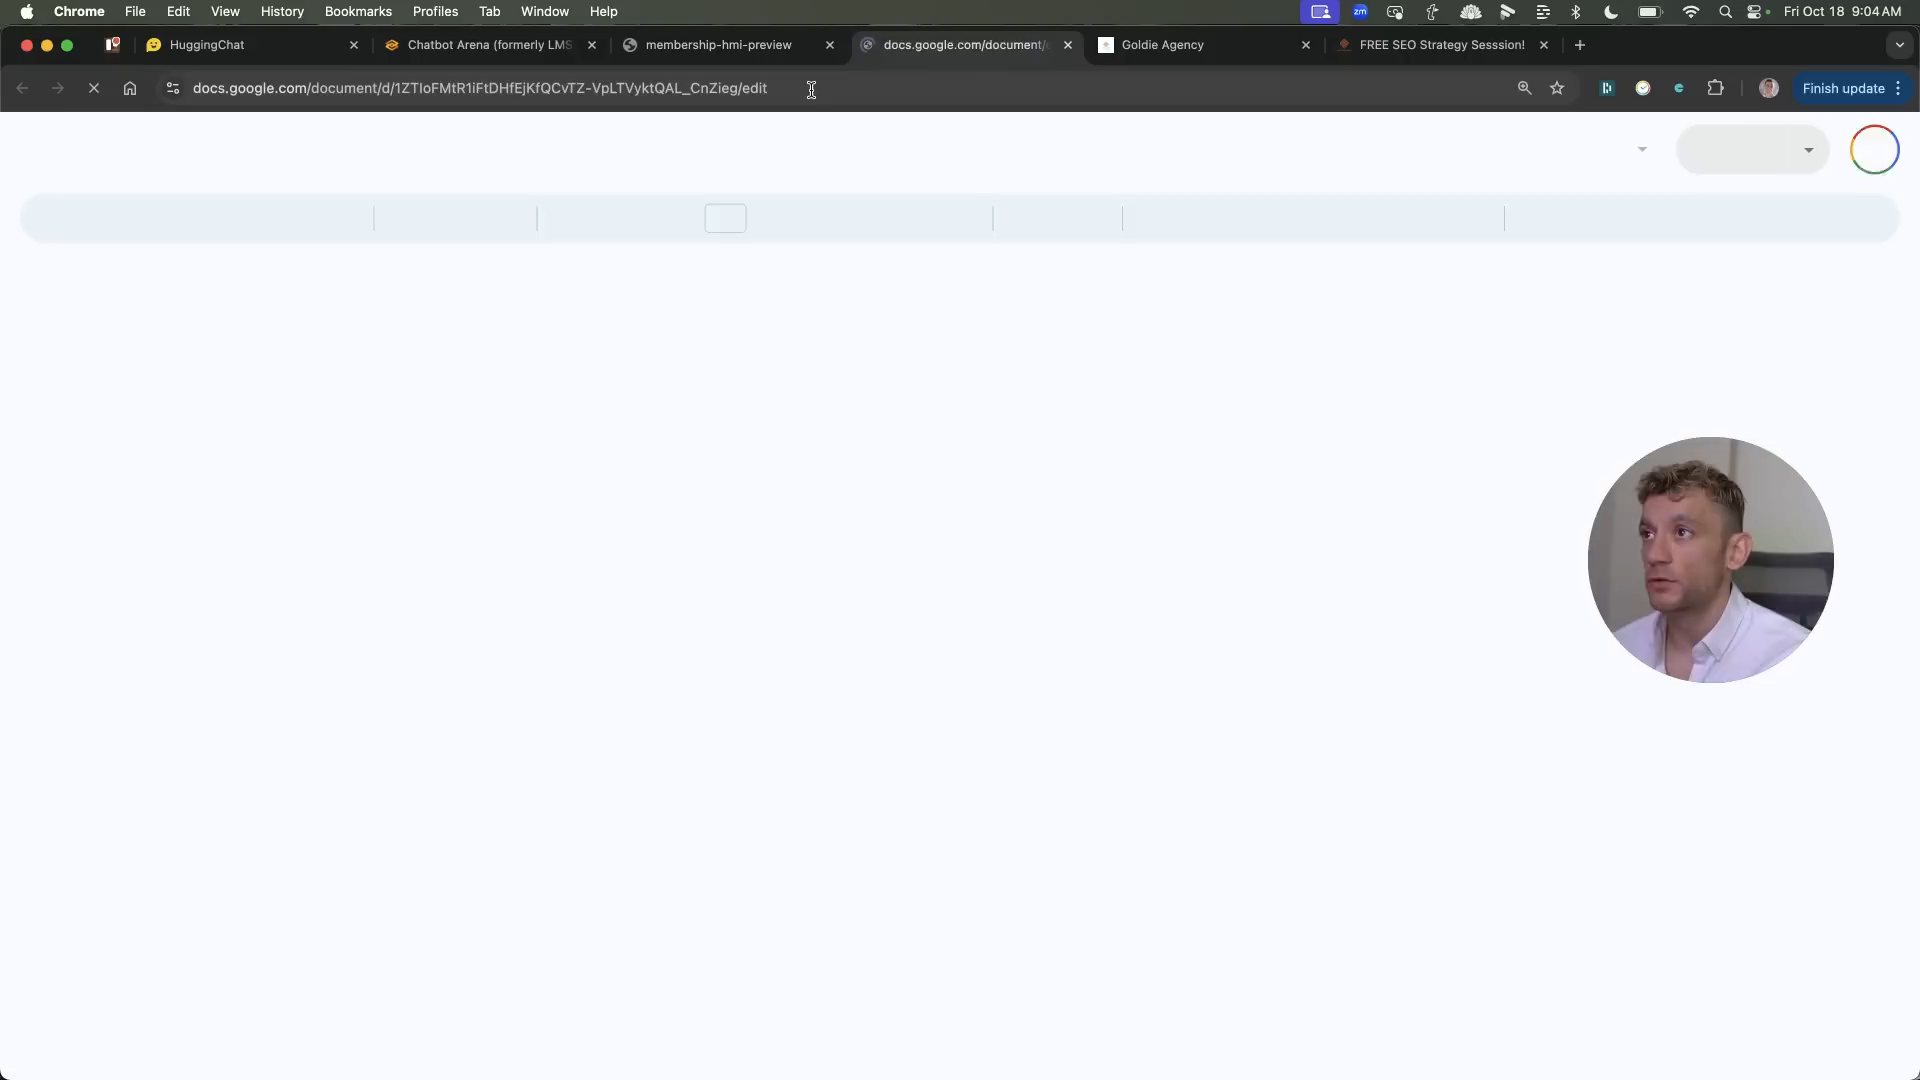 Chrome File Edit View History Bookmarks Profiles Tab Window Help zm Fri Oct 18 9:04 AM
HuggingChat Chatbot Arena (formerly LMS membership-hmi-preview docs.google.com/document/ Goldie Agency FREE SEO Strategy Sesssion!
docs.google.com/document/d/1ZTIoFMtR1iFtDHfEjKfQCvTZ-VpLTVyktQAL_CnZieg/edit Finish update